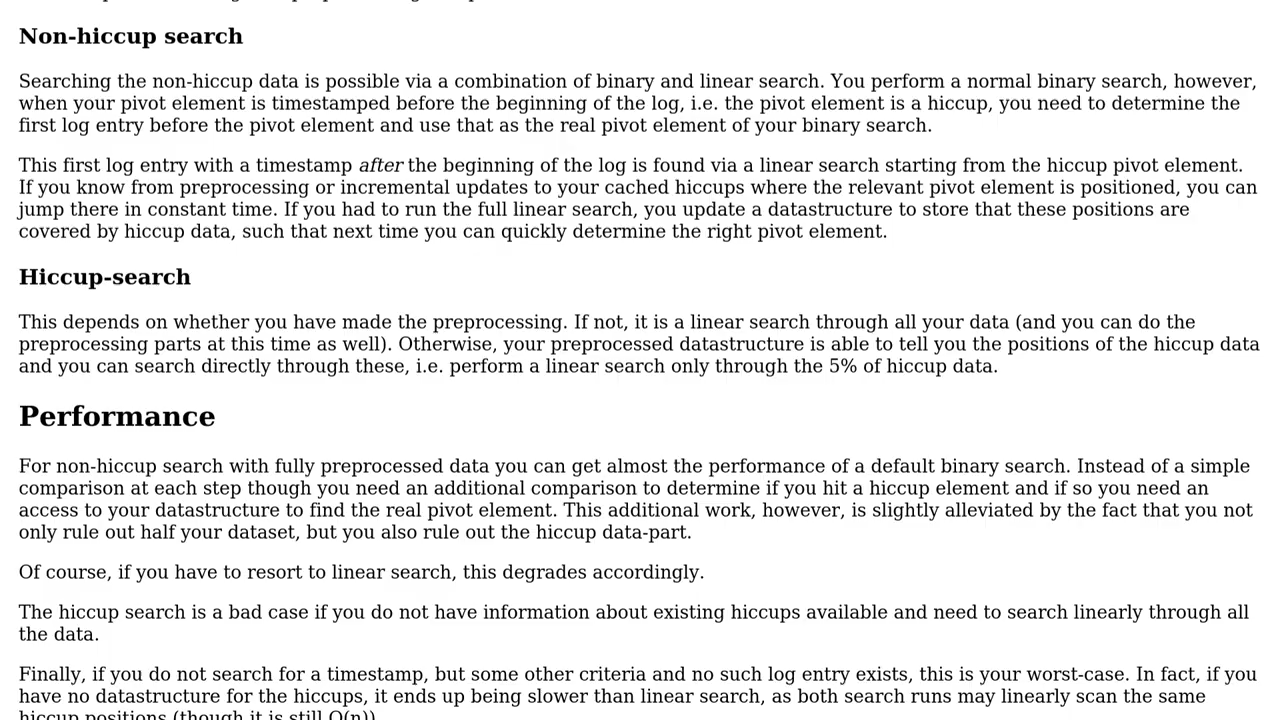 Non-hiccup search
Searching the non-hiccup data is possible via a combination of binary and linear search. You perform a normal binary search, however,
when your pivot element is timestamped before the beginning of the log, i.e. the pivot element is a hiccup, you need to determine the
first log entry before the pivot element and use that as the real pivot element of your binary search.
This first log entry with a timestamp after the beginning of the log is found via a linear search starting from the hiccup pivot element.
If you know from preprocessing or incremental updates to your cached hiccups where the relevant pivot element is positioned, you can
jump there in constant time. If you had to run the full linear search, you update a datastructure to store that these positions are
covered by hiccup data, such that next time you can quickly determine the right pivot element.
Hiccup-search
This depends on whether you have made the preprocessing. If not, it is a linear search through all your data (and you can do the
preprocessing parts at this time as well). Otherwise, your preprocessed datastructure is able to tell you the positions of the hiccup data
and you can search directly through these, i.e. perform a linear search only through the 5% of hiccup data.
Performance
For non-hiccup search with fully preprocessed data you can get almost the performance of a default binary search. Instead of a simple
comparison at each step though you need an additional comparison to determine if you hit a hiccup element and if so you need an
access to your datastructure to find the real pivot element. This additional work, however, is slightly alleviated by the fact that you not
only rule out half your dataset, but you also rule out the hiccup data-part.
Of course, if you have to resort to linear search, this degrades accordingly.
The hiccup search is a bad case if you do not have information about existing hiccups available and need to search linearly through all
the data.
Finally, if you do not search for a timestamp, but some other criteria and no such log entry exists, this is your worst-case. In fact, if you
have no datastructure for the hiccups, it ends up being slower than linear search, as both search runs may linearly scan the same
hiccup positions (though it is still O(n))